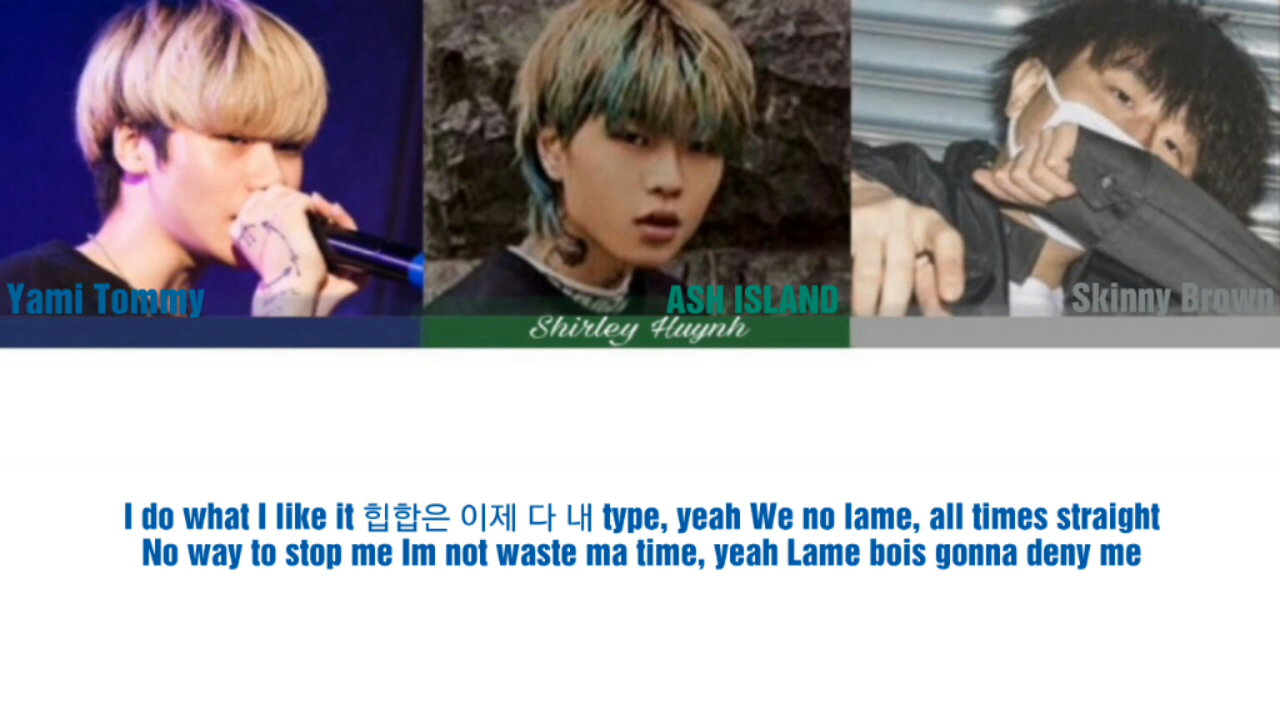 Yami Tommy
ASH ISLAND
Skinny Brown
Shirley Huynh
I do what I like it 힙합은 이제 다 내 type, yeah We no lame, all times straight
No way to stop me Im not waste ma time, yeah Lame bois gonna deny me